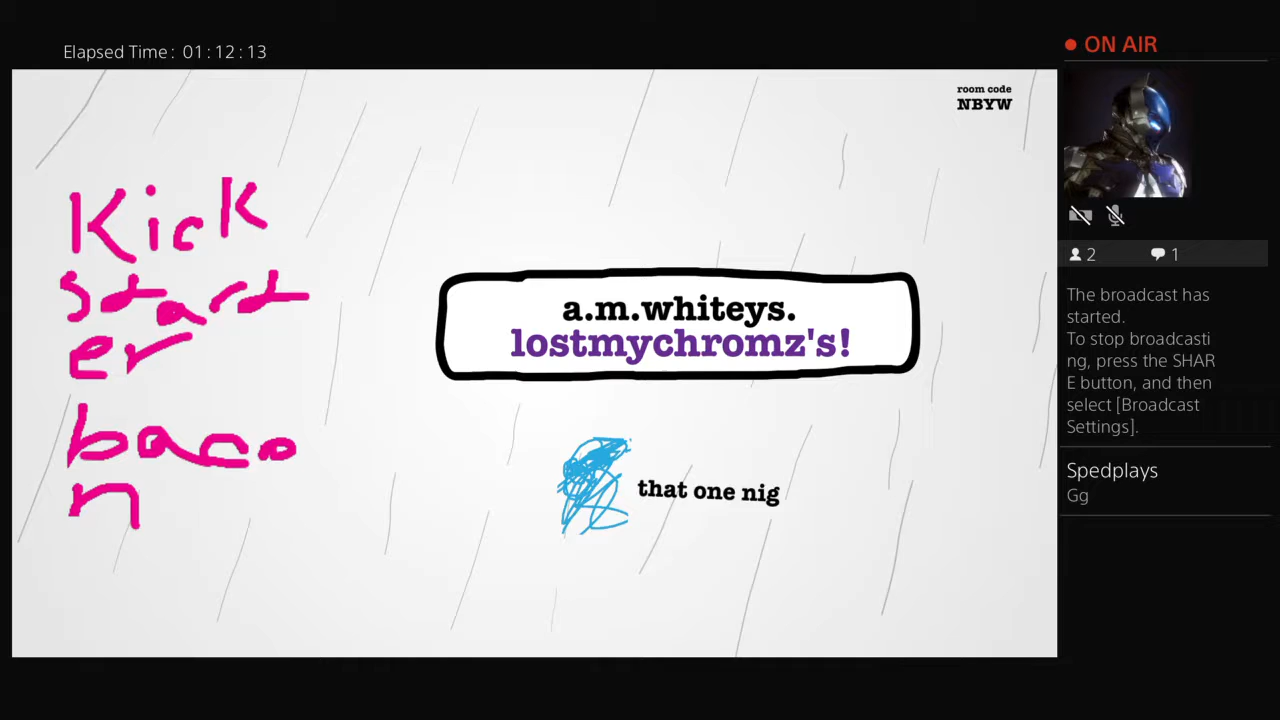 Elapsed Time: 01:12:13
ON AIR
room code
NBYW
Kick
start
er
baco
n
a.m.whiteys.
lostmychromz's!
that one nig
2
1
The broadcast has
started.
To stop broadcasti
ng, press the SHAR
E button, and then
select [Broadcast
Settings].
Spedplays
Gg